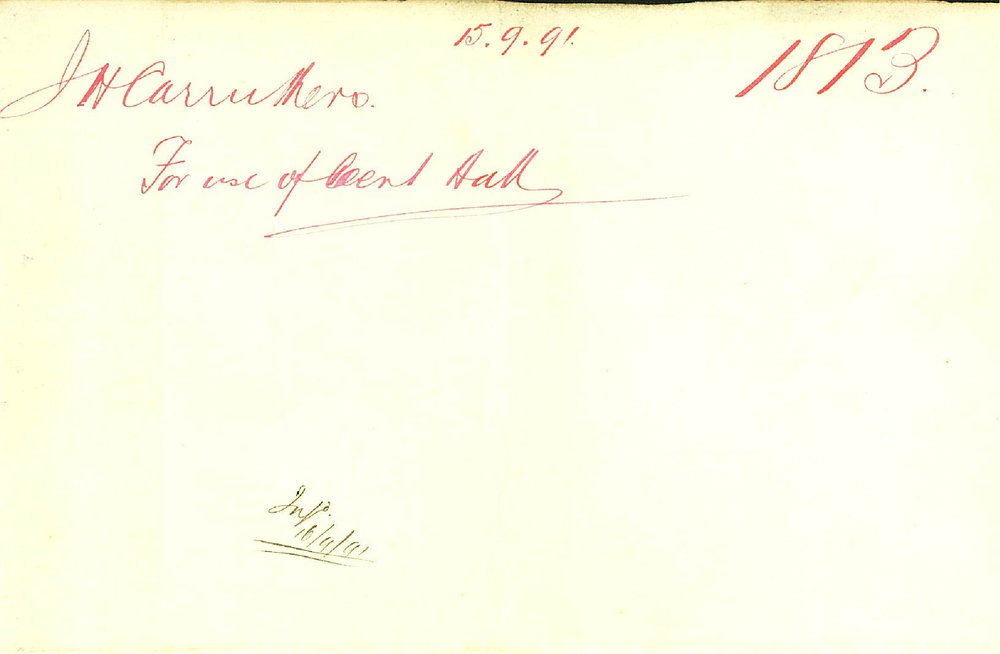 15.9.91.
1813.
J H Carruthers.
For use of Cent Hall
Inf^d.
16/9/91